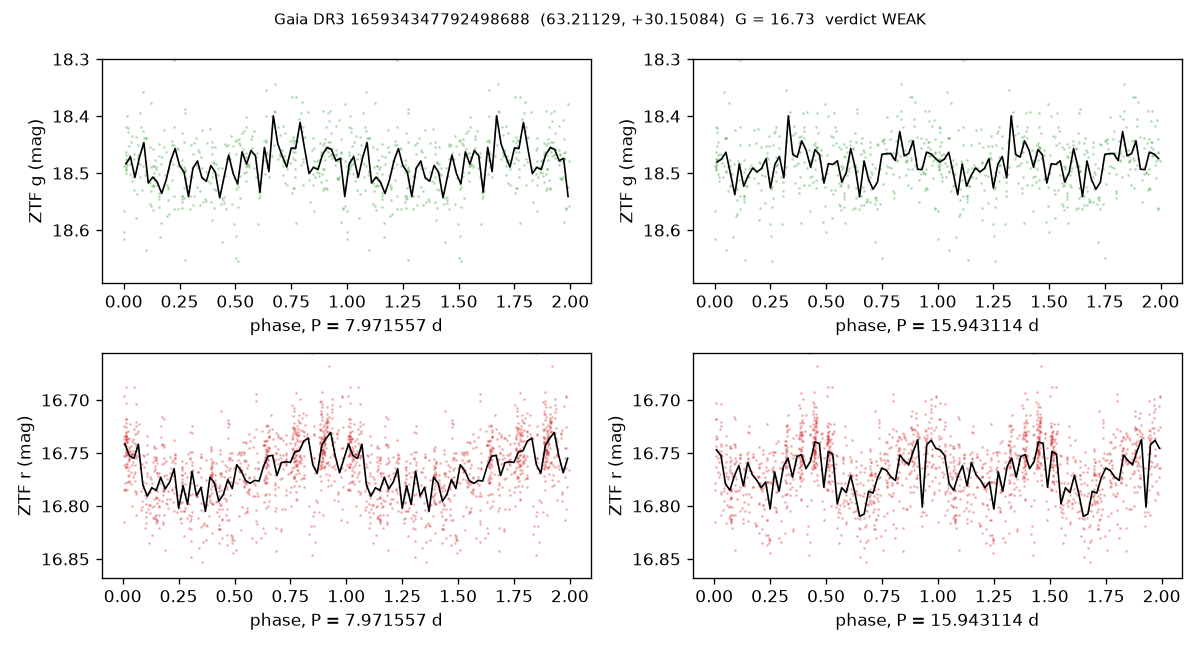 Gaia DR3 165934347792498688  (63.21129, +30.15084)  G = 16.73  verdict WEAK
ZTF g (mag)
18.3
18.4
18.5
18.6
0.00 0.25 0.50 0.75 1.00 1.25 1.50 1.75 2.00
phase, P = 7.971557 d
ZTF g (mag)
18.3
18.4
18.5
18.6
0.00 0.25 0.50 0.75 1.00 1.25 1.50 1.75 2.00
phase, P = 15.943114 d
ZTF r (mag)
16.70
16.75
16.80
16.85
0.00 0.25 0.50 0.75 1.00 1.25 1.50 1.75 2.00
phase, P = 7.971557 d
ZTF r (mag)
16.70
16.75
16.80
16.85
0.00 0.25 0.50 0.75 1.00 1.25 1.50 1.75 2.00
phase, P = 15.943114 d